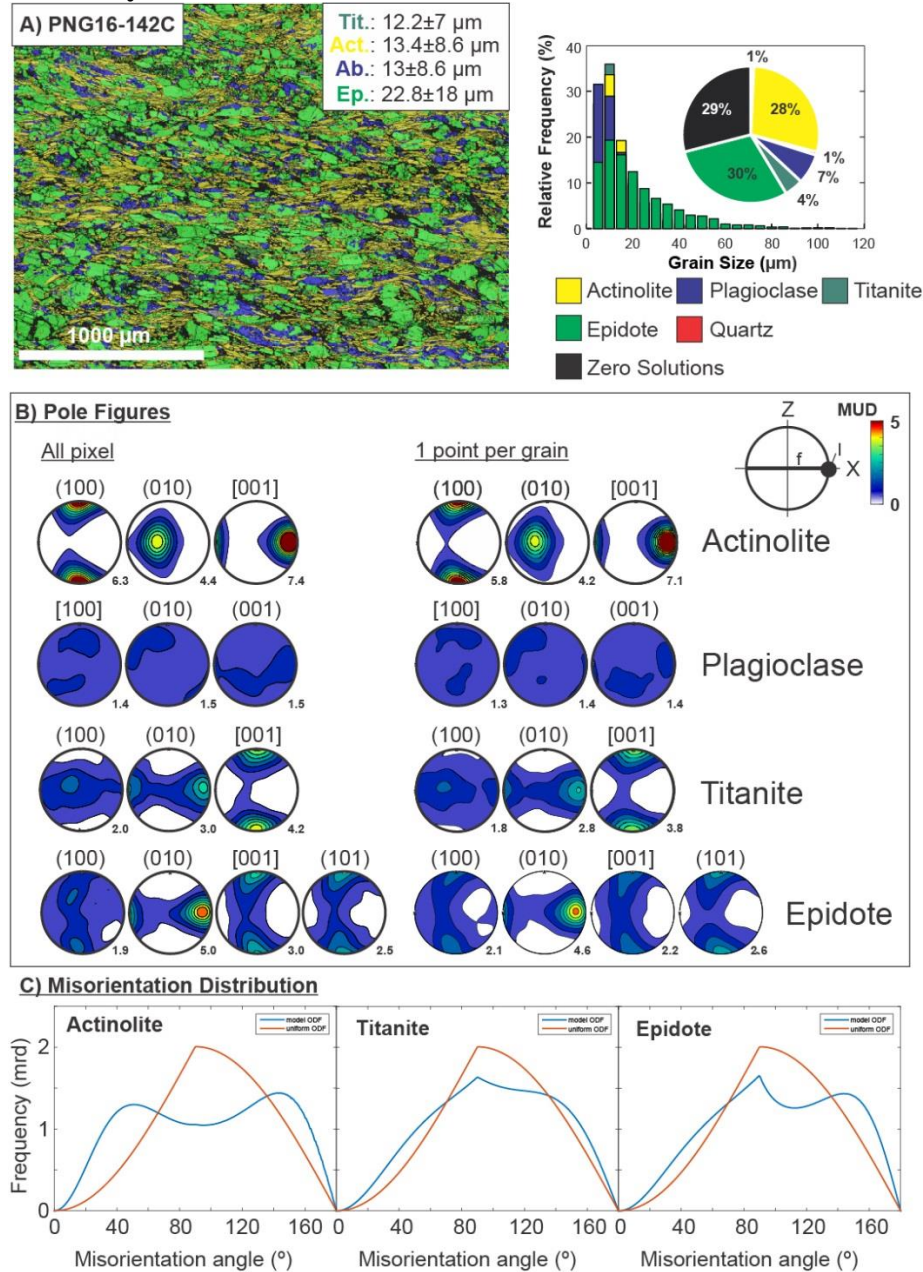 A) PNG16-142C
Tit.: 12.2±7 µm
Act.: 13.4±8.6 µm
Ab.: 13±8.6 µm
Ep.: 22.8±18 µm
1000 µm
Relative Frequency (%)
40
30
20
10
0
0 20 40 60 80 100 120
Grain Size (µm)
1%
28%
1%
7%
4%
30%
29%
Actinolite Plagioclase Titanite
Epidote Quartz
Zero Solutions
B) Pole Figures
All pixel
1 point per grain
Z
f
l
X
MUD
5
0
(100) (010) [001] (100) (010) [001]
Actinolite
6.3 4.4 7.4 5.8 4.2 7.1
[100] (010) (001) [100] (010) (001)
Plagioclase
1.4 1.5 1.5 1.3 1.4 1.4
(100) (010) [001] (100) (010) [001]
Titanite
2.0 3.0 4.2 1.8 2.8 3.8
(100) (010) [001] (101) (100) (010) [001] (101)
Epidote
1.9 5.0 3.0 2.5 2.1 4.6 2.2 2.6
C) Misorientation Distribution
Actinolite
model ODF
uniform ODF
Titanite
model ODF
uniform ODF
Epidote
model ODF
uniform ODF
Frequency (mrd)
2
1
0
0 40 80 120 160
0 40 80 120 160
0 40 80 120 160
Misorientation angle (º) Misorientation angle (º) Misorientation angle (º)